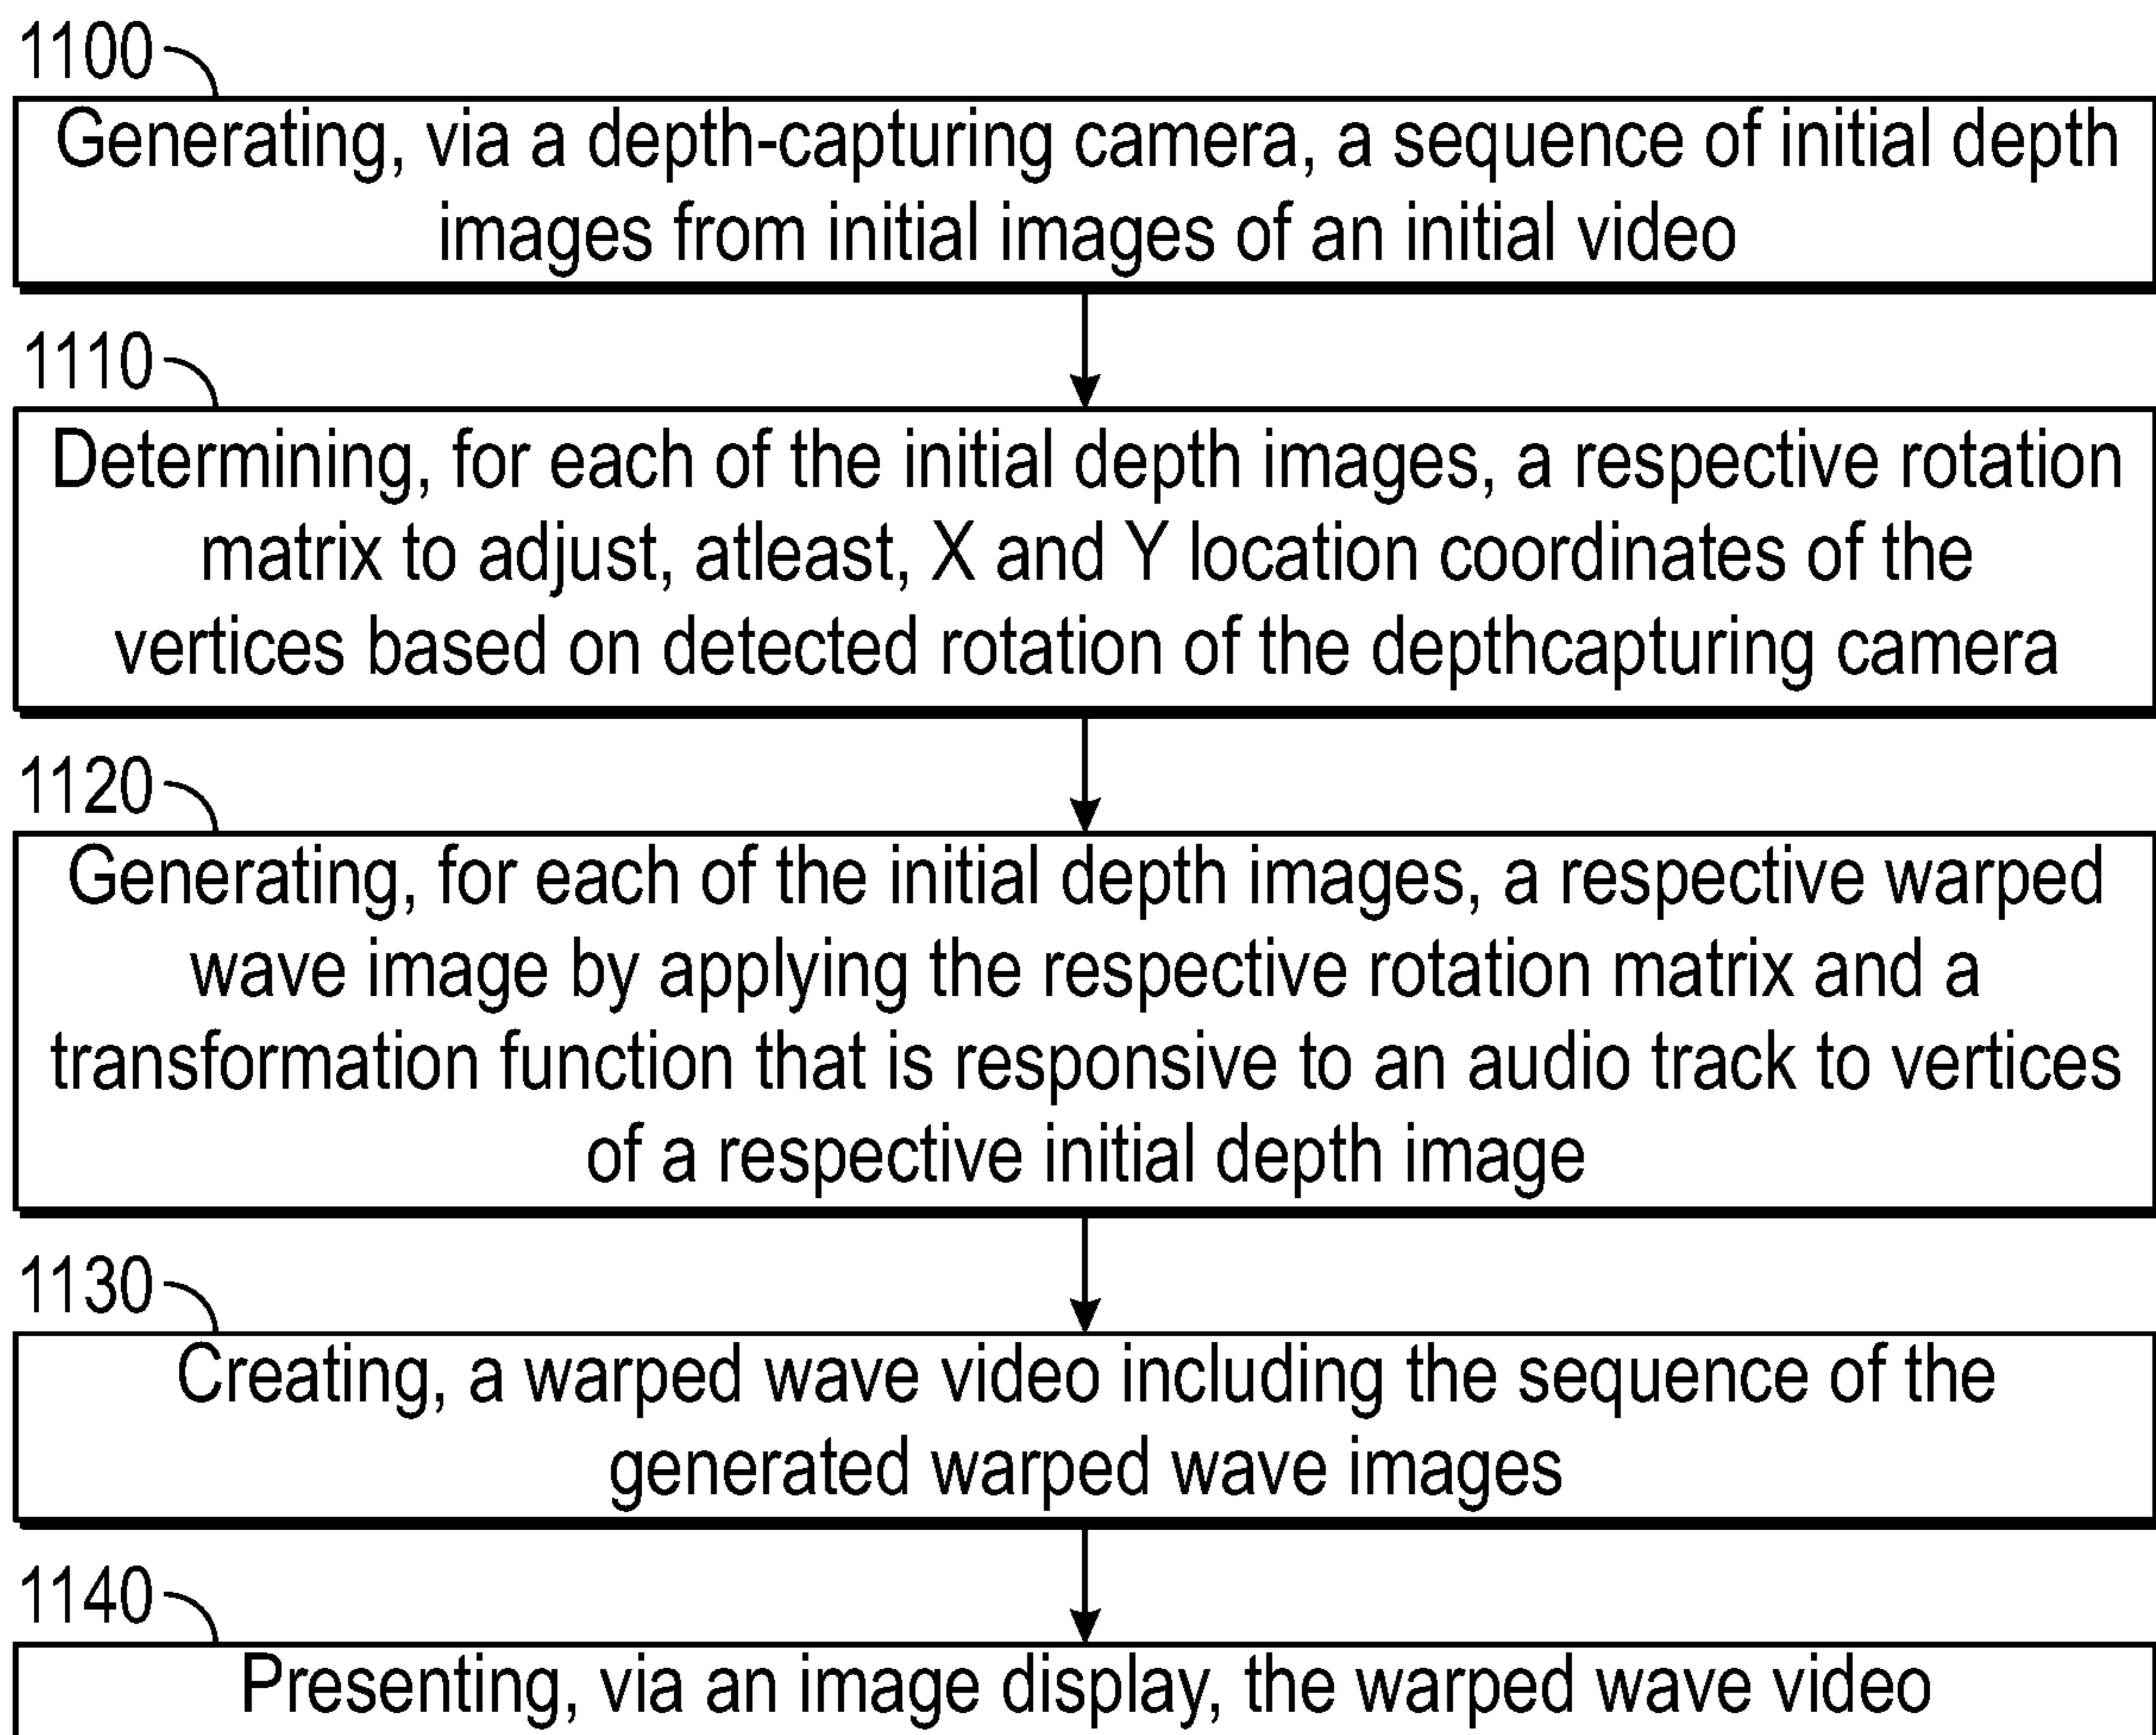 1100
Generating, via a depth-capturing camera, a sequence of initial depth
images from initial images of an initial video
1110
Determining, for each of the initial depth images, a respective rotation
matrix to adjust, atleast, X and Y location coordinates of the
vertices based on detected rotation of the depthcapturing camera
1120
Generating, for each of the initial depth images, a respective warped
wave image by applying the respective rotation matrix and a
transformation function that is responsive to an audio track to vertices
of a respective initial depth image
1130
Creating, a warped wave video including the sequence of the
generated warped wave images
1140
Presenting, via an image display, the warped wave video